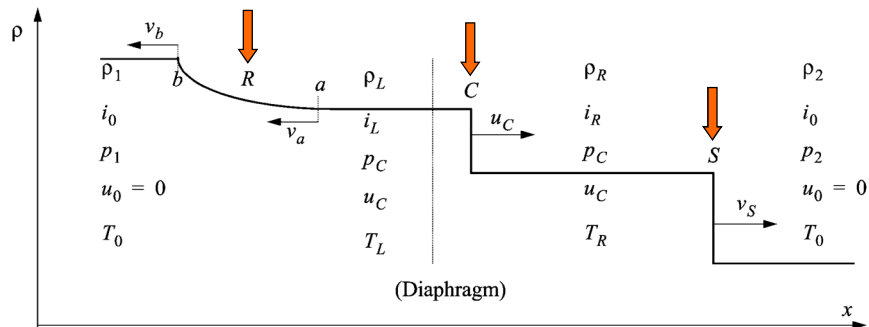 ρ
v_b
b
R
a
v_a
C
u_C
S
v_S
ρ_1 ρ_L ρ_R ρ_2
i_0 i_L i_R i_0
p_1 p_C p_C p_2
u_0 = 0 u_C u_C u_0 = 0
T_0 T_L T_R T_0
(Diaphragm)
x